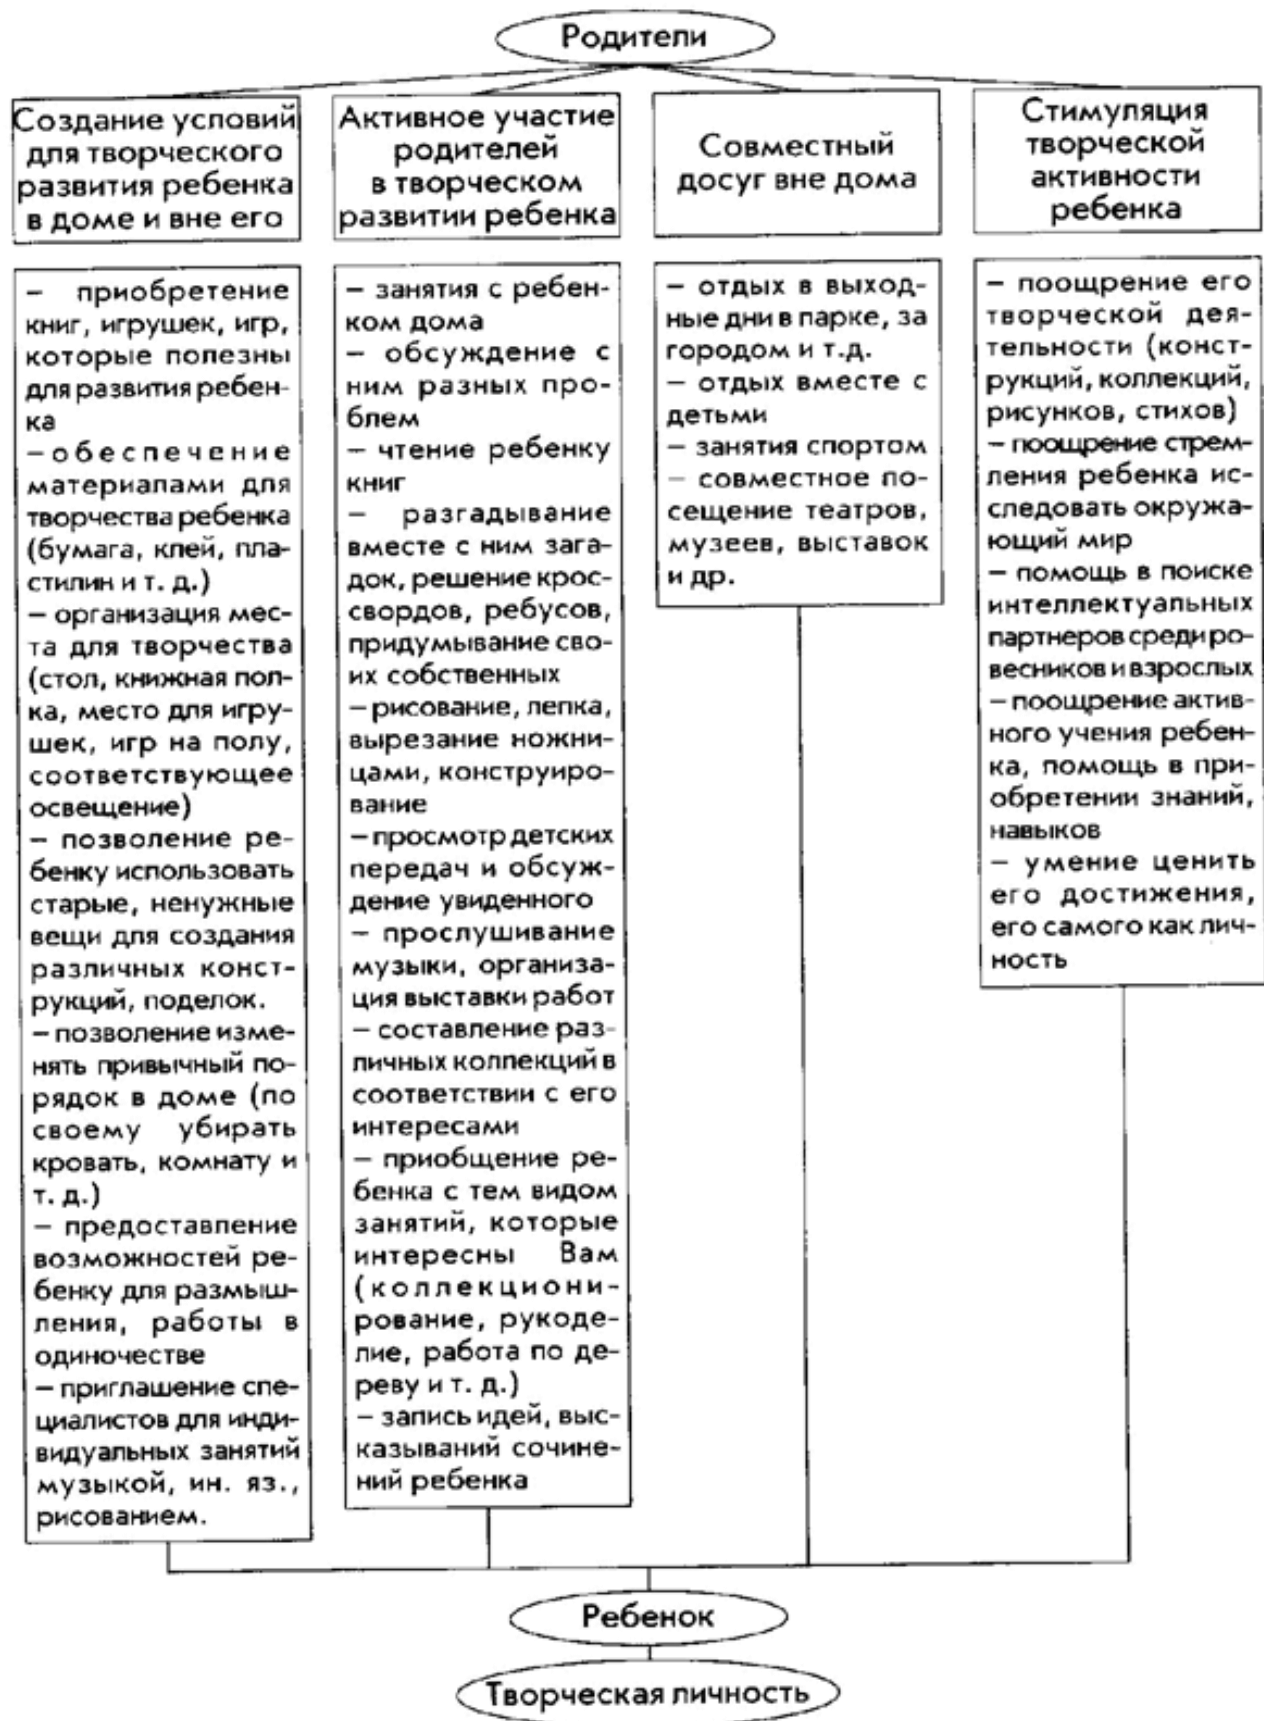 Родители
Создание условий
для творческого
развития ребенка
в доме и вне его
Активное участие
родителей
в творческом
развитии ребенка
Совместный
досуг вне дома
Стимуляция
творческой
активности
ребенка
– приобретение
книг, игрушек, игр,
которые полезны
для развития ребен-
ка
– обеспечение
материалами для
творчества ребенка
(бумага, клей, пла-
стилин и т. д.)
– организация мес-
та для творчества
(стол, книжная пол-
ка, место для игру-
шек, игр на полу,
соответствующее
освещение)
– позволение ре-
бенку использовать
старые, ненужные
вещи для создания
различных конст-
рукций, поделок.
– позволение изме-
нять привычный по-
рядок в доме (по
своему убирать
кровать, комнату и
т. д.)
– предоставление
возможностей ре-
бенку для размыш-
ления, работы в
одиночестве
– приглашение спе-
циалистов для инди-
видуальных занятий
музыкой, ин. яз.,
рисованием.
– занятия с ребен-
ком дома
– обсуждение с
ним разных про-
блем
– чтение ребенку
книг
– разгадывание
вместе с ним зага-
док, решение крос-
свордов, ребусов,
придумывание сво-
их собственных
– рисование, лепка,
вырезание ножни-
цами, конструиро-
вание
– просмотр детских
передач и обсуж-
дение увиденного
– прослушивание
музыки, организа-
ция выставки работ
– составление раз-
личных коллекций в
соответствии с его
интересами
– приобщение ре-
бенка с тем видом
занятий, которые
интересны Вам
(коллекциони-
рование, рукоде-
лие, работа по де-
реву и т. д.)
– запись идей, выс-
казываний сочине-
ний ребенка
– отдых в выход-
ные дни в парке, за
городом и т.д.
– отдых вместе с
детьми
– занятия спортом
– совместное по-
сещение театров,
музеев, выставок
и др.
– поощрение его
творческой дея-
тельности (конст-
рукций, коллекций,
рисунков, стихов)
– поощрение стрем-
ления ребенка ис-
следовать окружа-
ющий мир
– помощь в поиске
интеллектуальных
партнеров среди ро-
весников и взрослых
– поощрение актив-
ного учения ребен-
ка, помощь в при-
обретении знаний,
навыков
– умение ценить
его достижения,
его самого как лич-
ность
Ребенок
Творческая личность